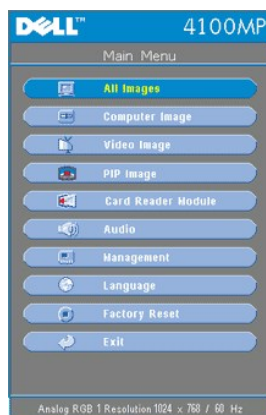 DELL™ 4100MP
Main Menu
All Images
Computer Image
Video Image
PIP Image
Card Reader Module
Audio
Management
Language
Factory Reset
Exit
Analog RGB 1 Resolution 1024 x 768 / 60 Hz